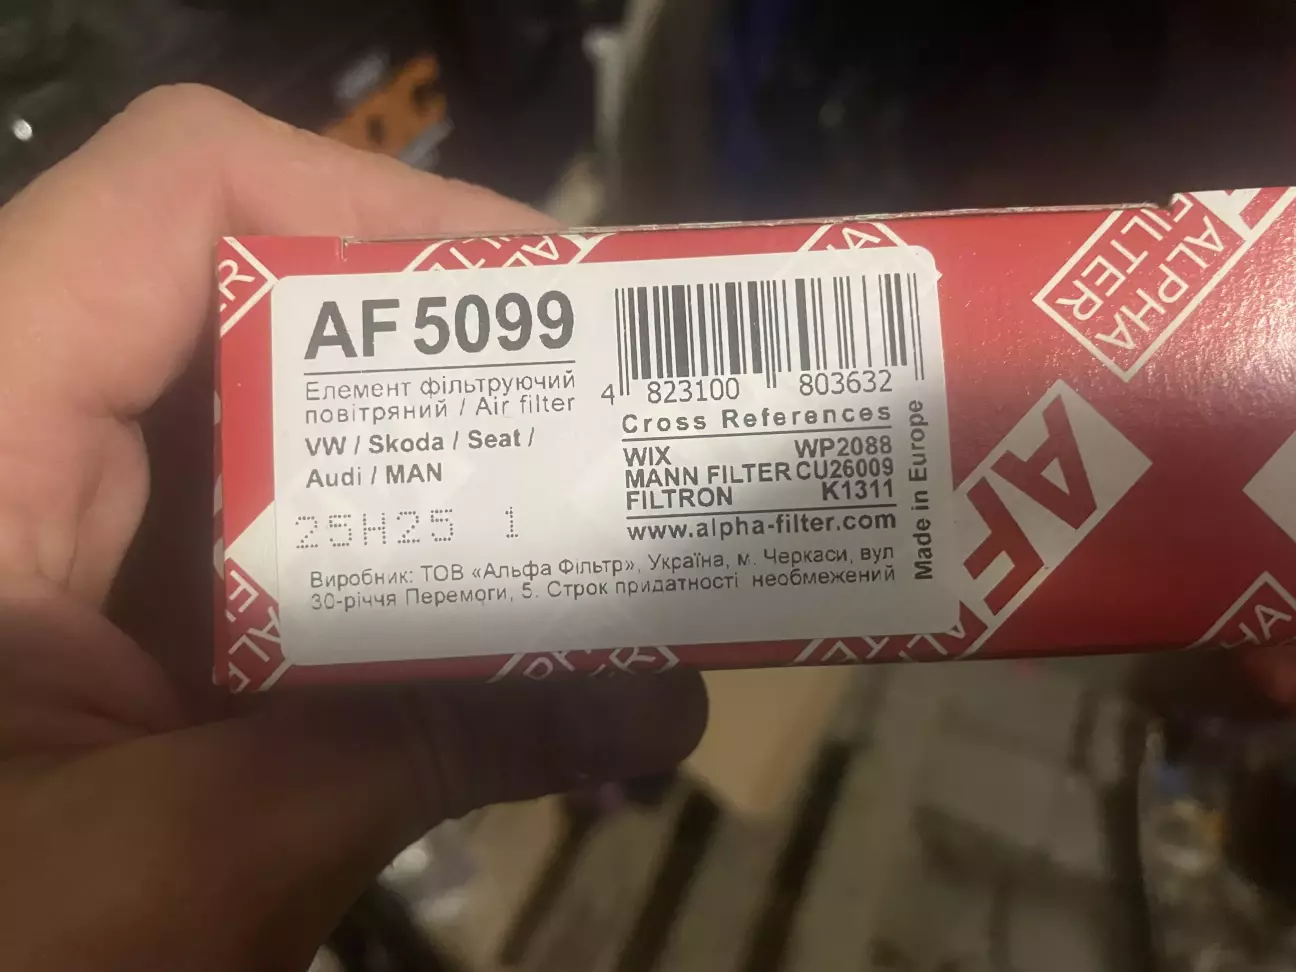 AF 5099
Елемент фільтруючий
повітряний / Air filter
VW / Skoda / Seat /
Audi / MAN
25H25 1
4 823100 803632
Cross References
WIX WP2088
MANN FILTER CU26009
FILTRON K1311
www.alpha-filter.com
Виробник: ТОВ «Альфа Фільтр», Україна, м. Черкаси, вул
30-річчя Перемоги, 5. Строк придатності необмежений
Made in Europe
ALPHA
FILTER
AF